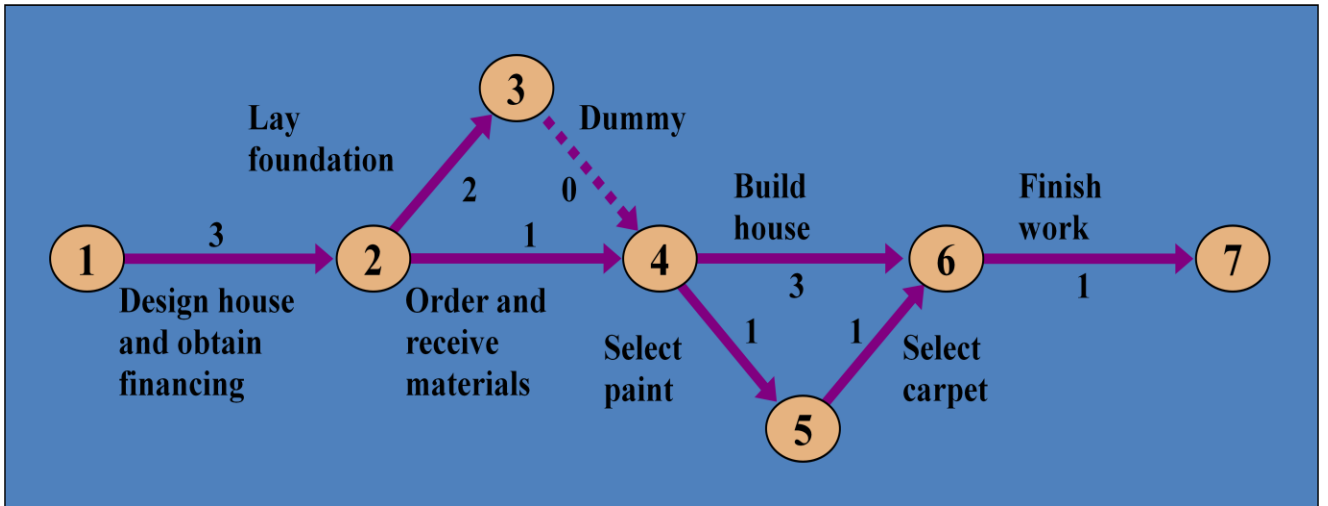 3
Lay
foundation
Dummy
2
0
Build
house
Finish
work
1
3
2
1
4
3
6
1
7
Design house
and obtain
financing
Order and
receive
materials
Select
paint
1
1
Select
carpet
5